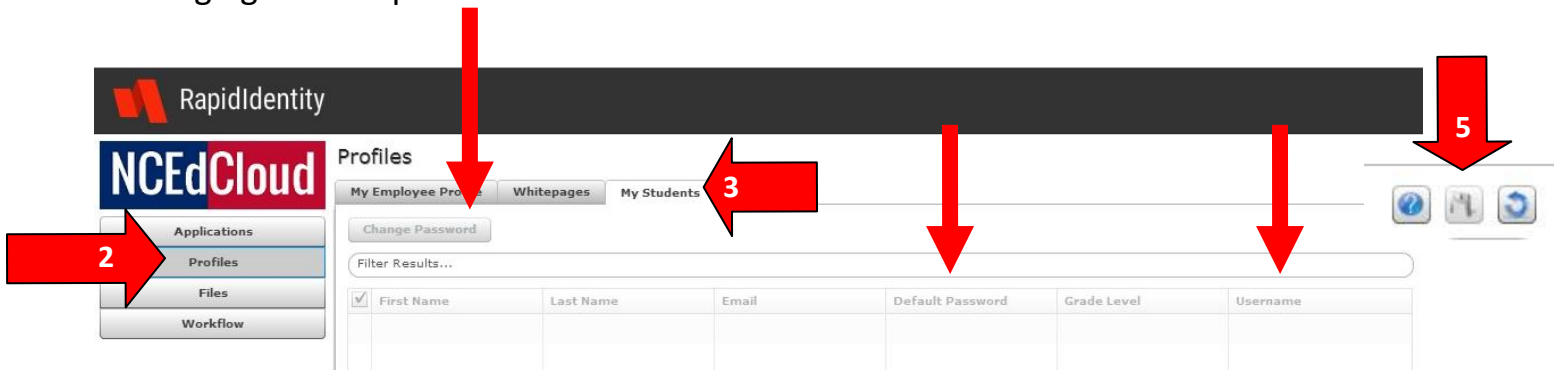 RapidIdentity
5
NCEdCloud
Profiles
My Employee Profile Whitepages My Students 3
Applications
Change Password
2 Profiles
Filter Results...
Files
First Name Last Name Email Default Password Grade Level Username
Workflow